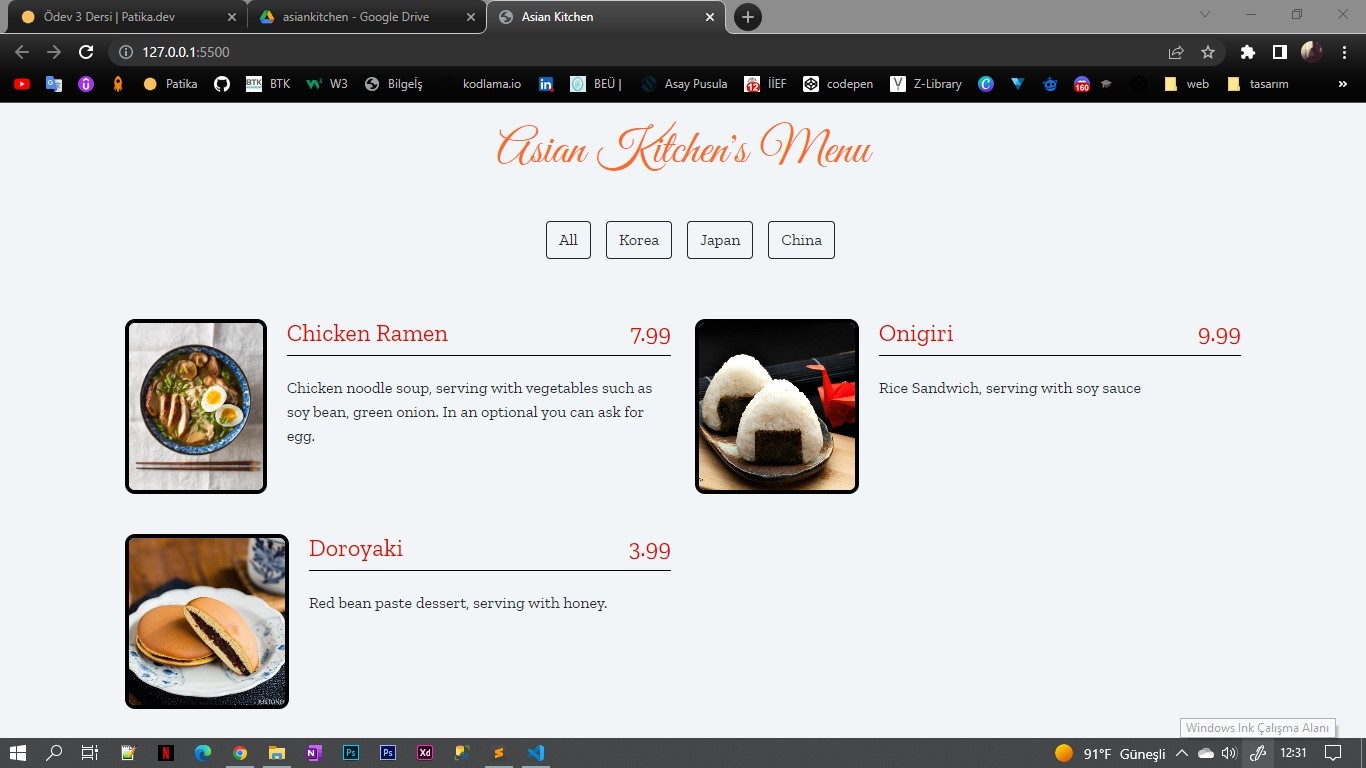 Ödev 3 Dersi | Patika.dev
asiankitchen - Google Drive
Asian Kitchen
127.0.0.1:5500
Patika
BTK
W3
Bilgeİş
kodlama.io
BEÜ |
Asay Pusula
12
İİEF
codepen
Z-Library
160
web
tasarım
Asian Kitchen's Menu
All
Korea
Japan
China
Chicken Ramen 7.99
Chicken noodle soup, serving with vegetables such as
soy bean, green onion. In an optional you can ask for
egg.
Onigiri 9.99
Rice Sandwich, serving with soy sauce
Doroyaki 3.99
Red bean paste dessert, serving with honey.
Windows Ink Çalışma Alanı
91°F Güneşli
12:31